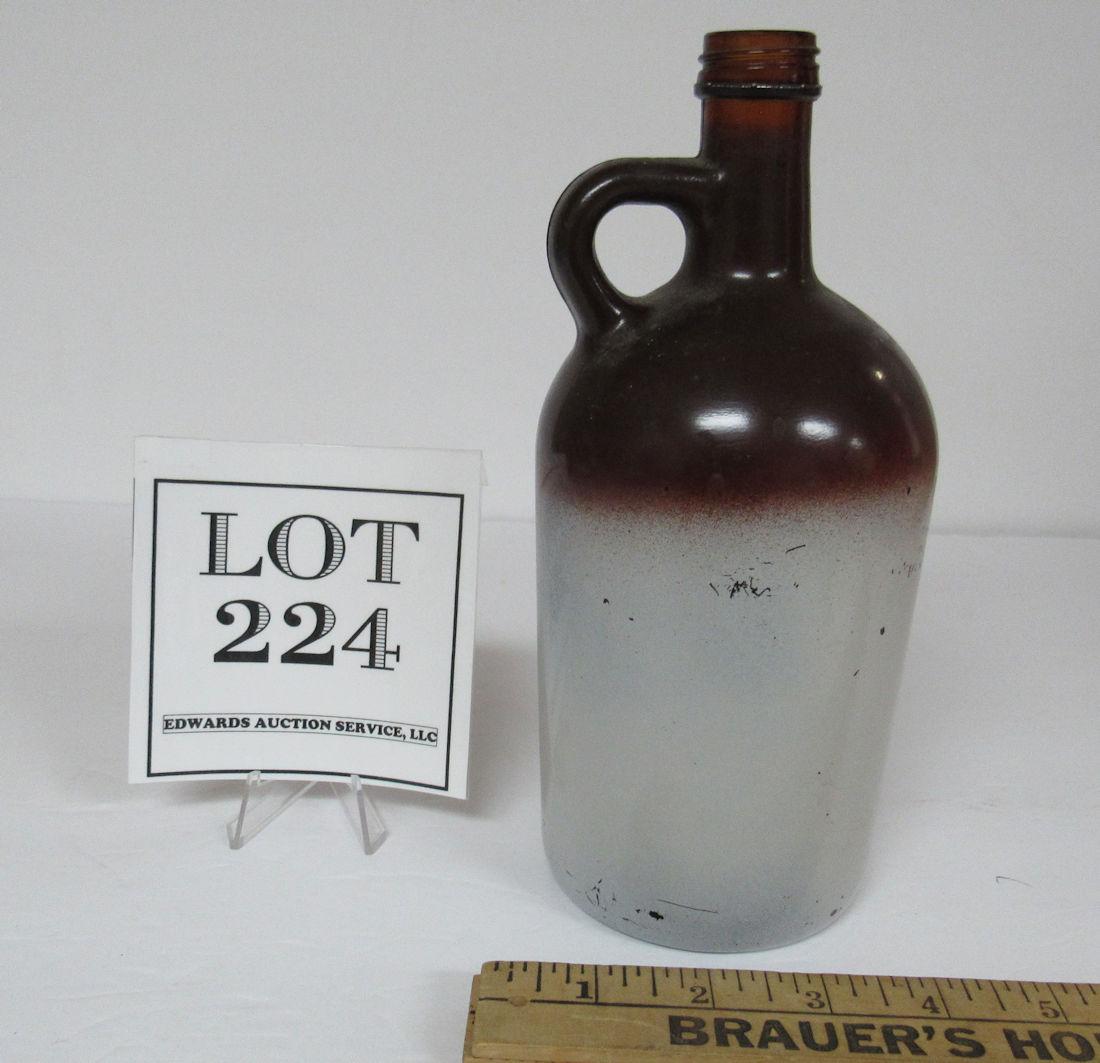 LOT
224
EDWARDS AUCTION SERVICE, LLC
1 2 3 4 5
BRAUER'S HO